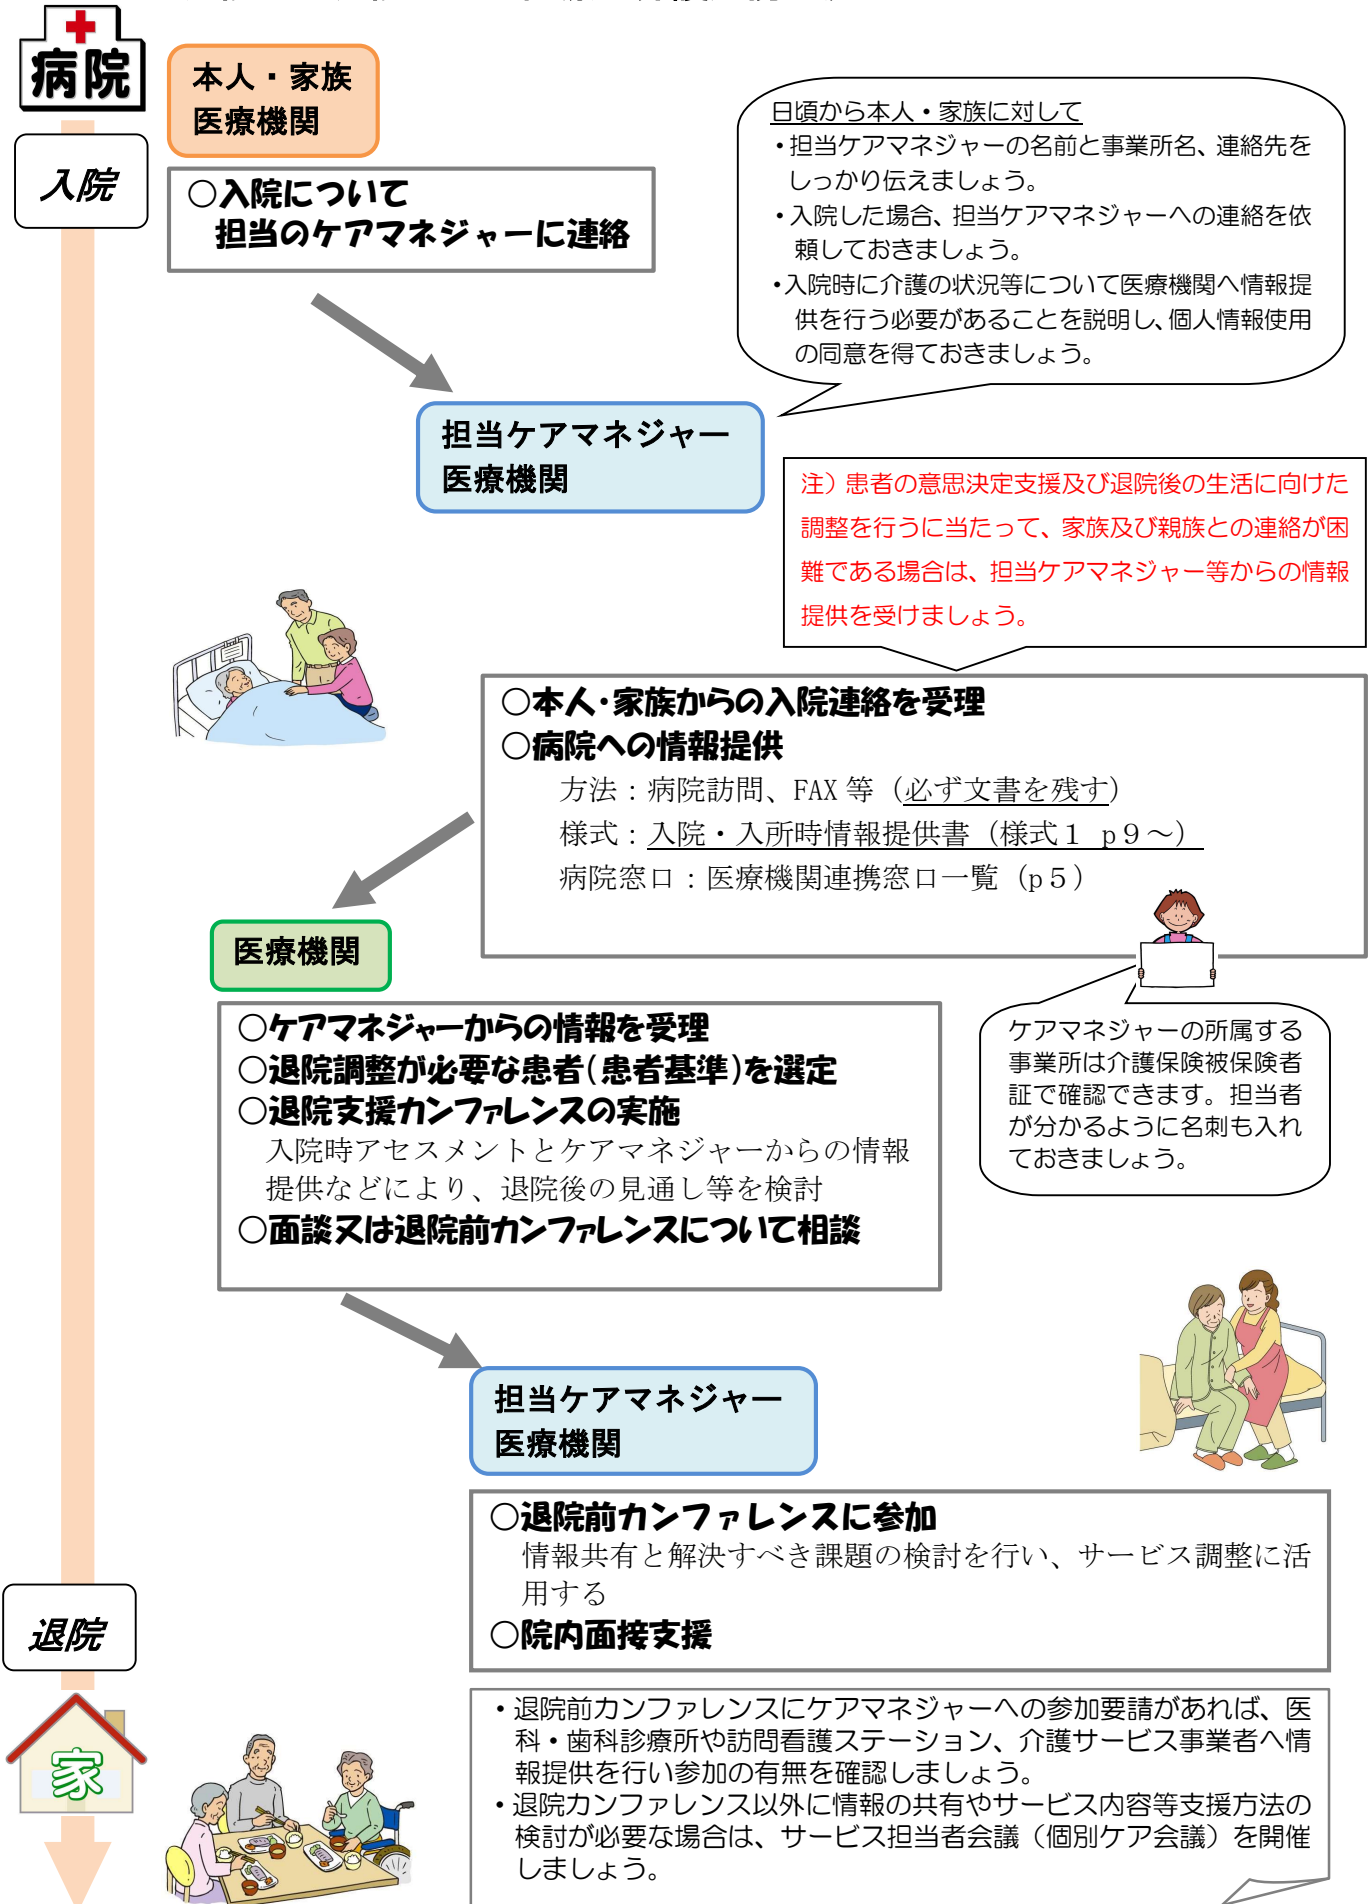 病院
本人・家族
医療機関
入院
○入院について
担当のケアマネジャーに連絡
日頃から本人・家族に対して
・担当ケアマネジャーの名前と事業所名、連絡先を
しっかり伝えましょう。
・入院した場合、担当ケアマネジャーへの連絡を依
頼しておきましょう。
・入院時に介護の状況等について医療機関へ情報提
供を行う必要があることを説明し、個人情報使用
の同意を得ておきましょう。
担当ケアマネジャー
医療機関
注）患者の意思決定支援及び退院後の生活に向けた
調整を行うに当たって、家族及び親族との連絡が困
難である場合は、担当ケアマネジャー等からの情報
提供を受けましょう。
○本人・家族からの入院連絡を受理
○病院への情報提供
方法：病院訪問、FAX 等（必ず文書を残す）
様式：入院・入所時情報提供書（様式１ p９～）
病院窓口：医療機関連携窓口一覧（p５）
医療機関
○ケアマネジャーからの情報を受理
○退院調整が必要な患者(患者基準)を選定
○退院支援カンファレンスの実施
入院時アセスメントとケアマネジャーからの情報
提供などにより、退院後の見通し等を検討
○面談又は退院前カンファレンスについて相談
ケアマネジャーの所属する
事業所は介護保険被保険者
証で確認できます。担当者
が分かるように名刺も入れ
ておきましょう。
担当ケアマネジャー
医療機関
○退院前カンファレンスに参加
情報共有と解決すべき課題の検討を行い、サービス調整に活
用する
○院内面接支援
退院
家
・退院前カンファレンスにケアマネジャーへの参加要請があれば、医
科・歯科診療所や訪問看護ステーション、介護サービス事業者へ情
報提供を行い参加の有無を確認しましょう。
・退院カンファレンス以外に情報の共有やサービス内容等支援方法の
検討が必要な場合は、サービス担当者会議（個別ケア会議）を開催
しましょう。